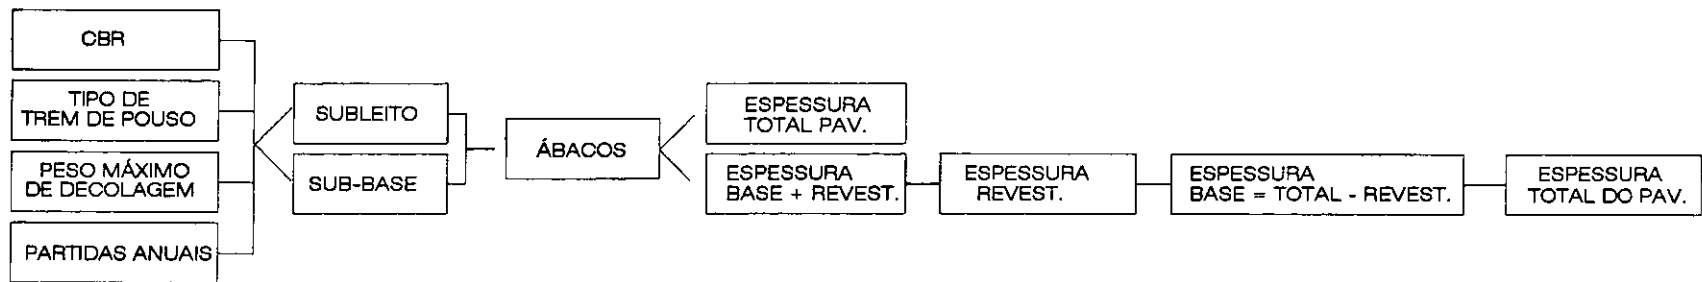 CBR
TIPO DE
TREM DE POUSO
PESO MÁXIMO
DE DECOLAGEM
PARTIDAS ANUAIS
SUBLEITO
SUB-BASE
ÁBACOS
ESPESSURA
TOTAL PAV.
ESPESSURA
BASE + REVEST.
ESPESSURA
REVEST.
ESPESSURA
BASE = TOTAL - REVEST.
ESPESSURA
TOTAL DO PAV.